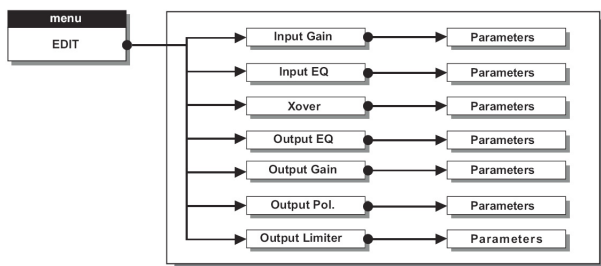 menu
EDIT
Input Gain Parameters
Input EQ Parameters
Xover Parameters
Output EQ Parameters
Output Gain Parameters
Output Pol. Parameters
Output Limiter Parameters